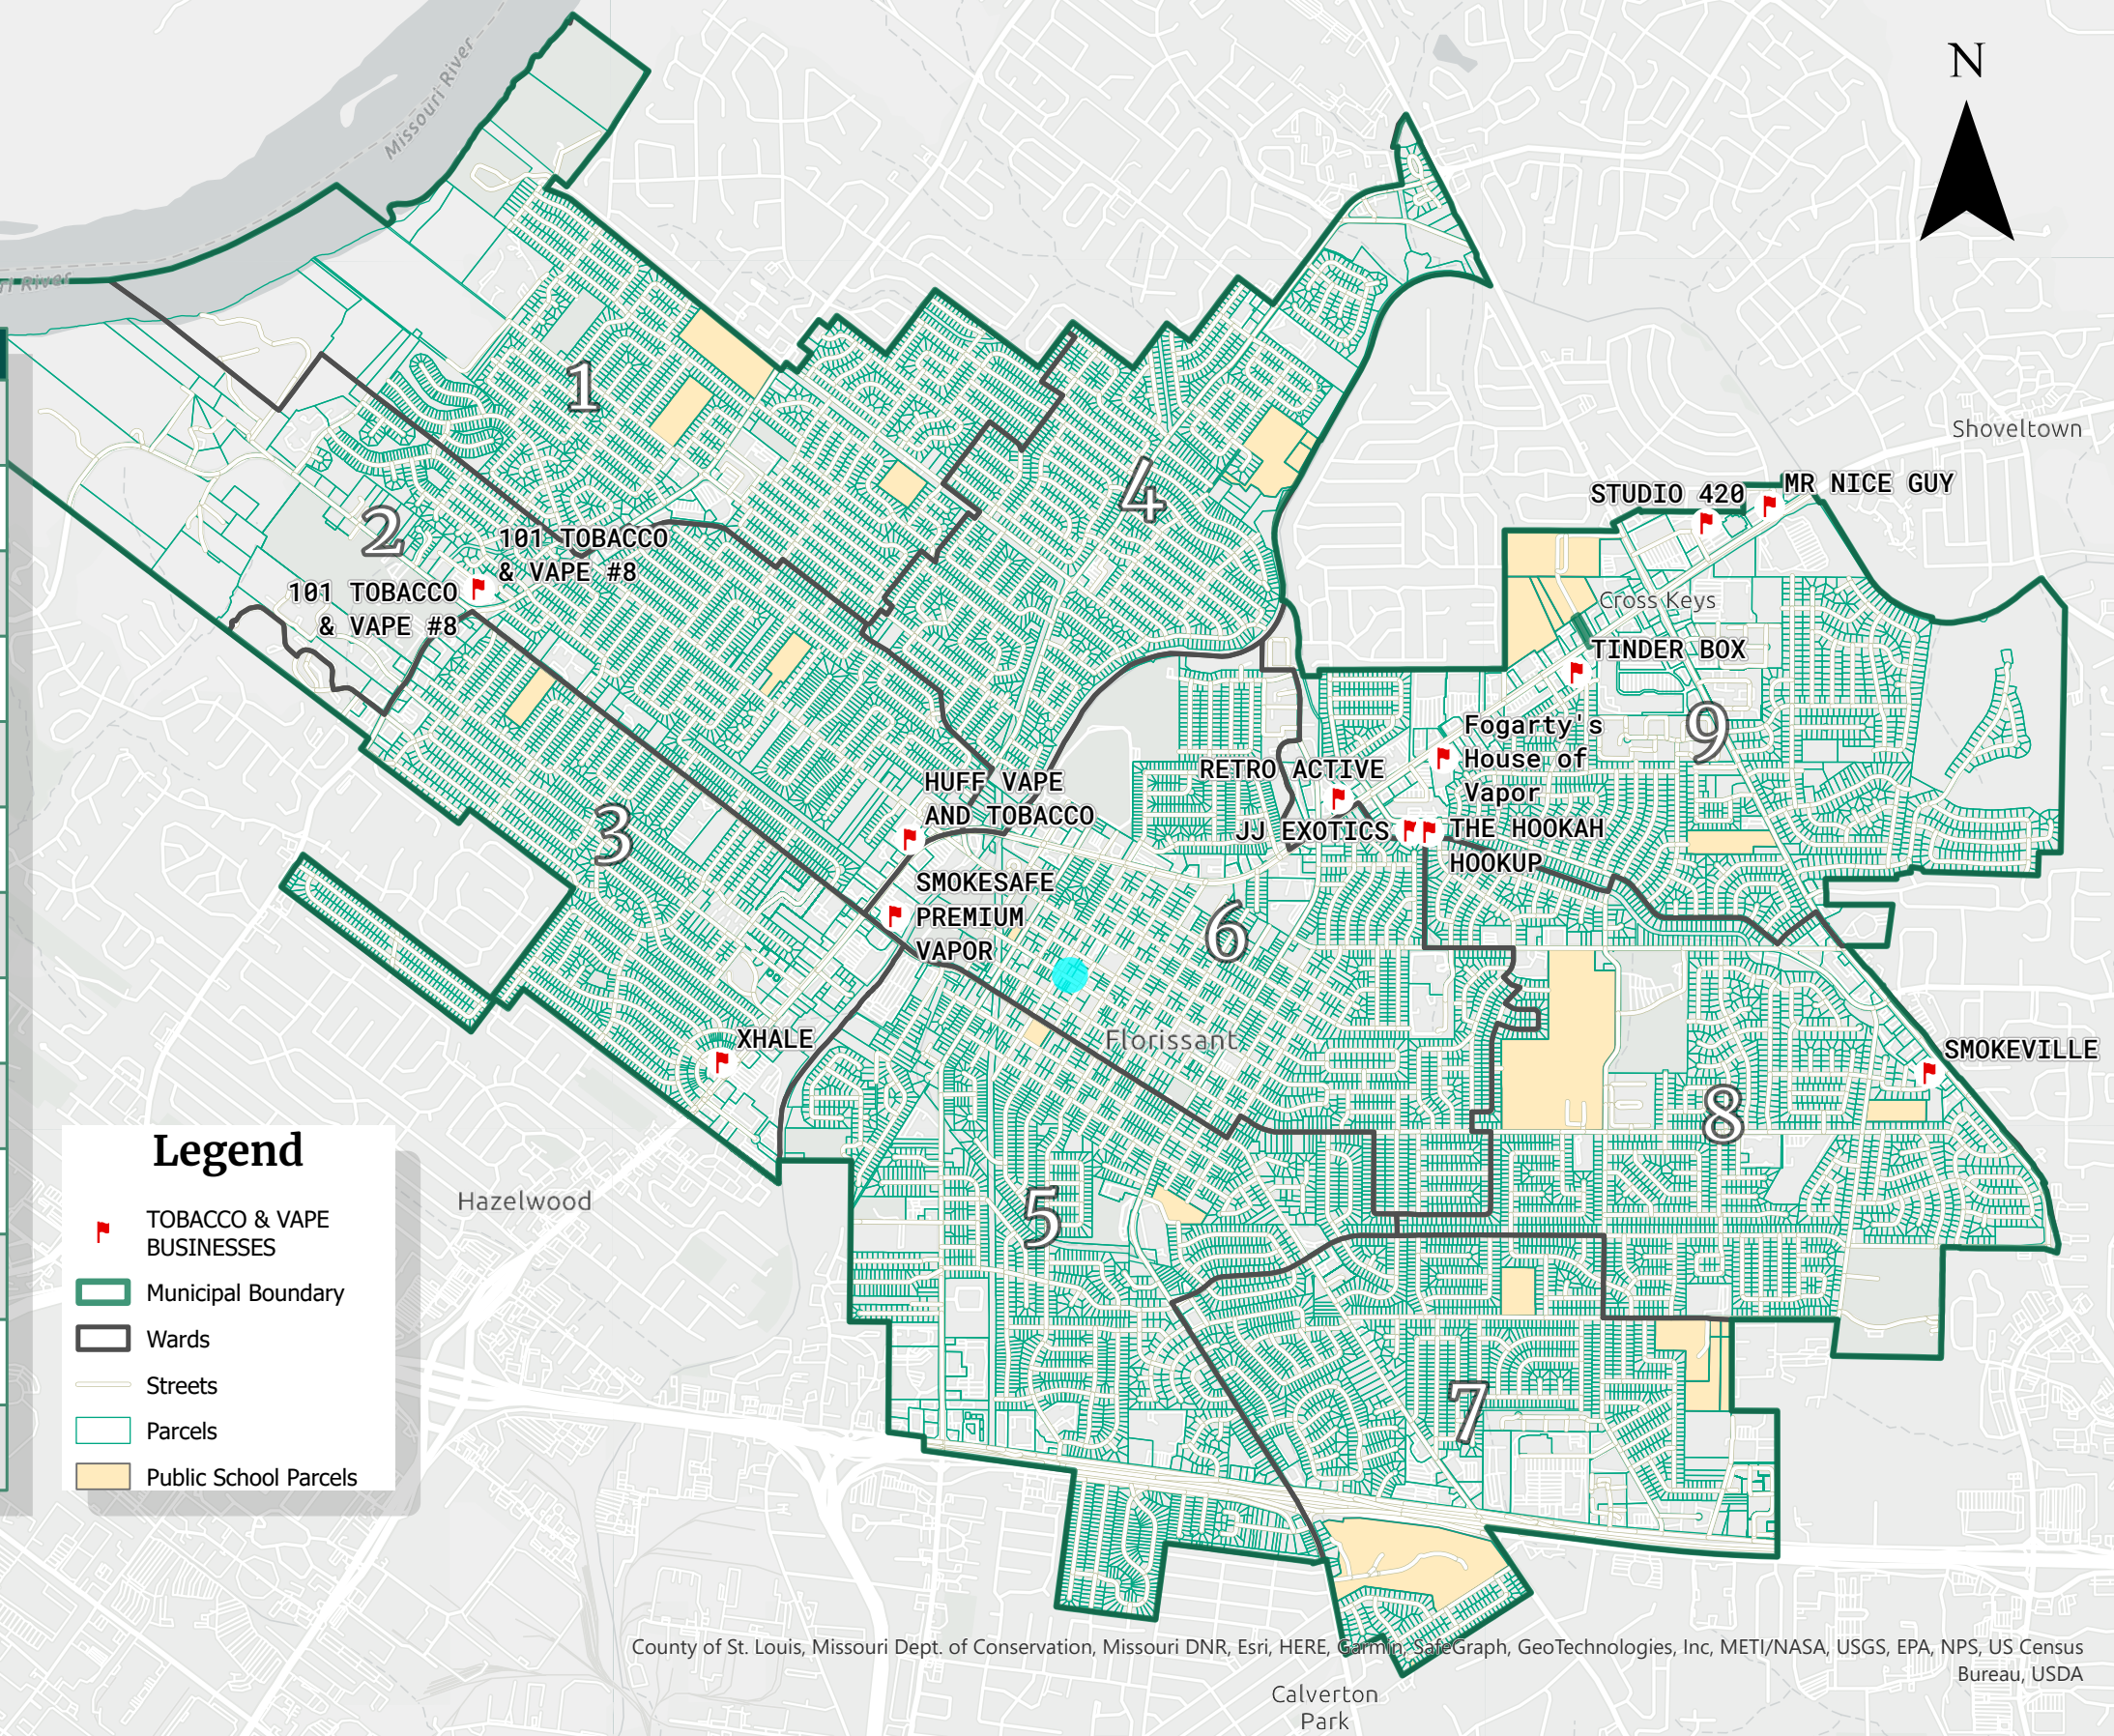 N
Missouri River
River
Shoveltown
1
4
2
STUDIO 420
MR NICE GUY
101 TOBACCO
& VAPE #8
101 TOBACCO
& VAPE #8
Cross Keys
TINDER BOX
9
Fogarty's
House of
Vapor
RETRO ACTIVE
HUFF VAPE
AND TOBACCO
JJ EXOTICS
THE HOOKAH
HOOKUP
3
SMOKESAFE
PREMIUM
VAPOR
6
XHALE
Florissant
SMOKEVILLE
8
Hazelwood
5
7
Legend
TOBACCO & VAPE
BUSINESSES
Municipal Boundary
Wards
Streets
Parcels
Public School Parcels
County of St. Louis, Missouri Dept. of Conservation, Missouri DNR, Esri, HERE, Garmin, SafeGraph, GeoTechnologies, Inc, METI/NASA, USGS, EPA, NPS, US Census
Bureau, USDA
Calverton
Park